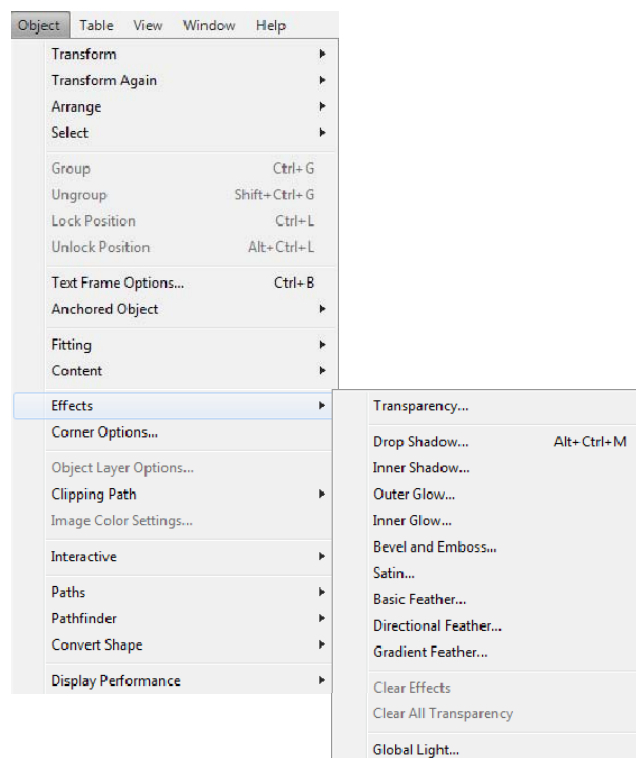 Object Table View Window Help
Transform
Transform Again
Arrange
Select
Group Ctrl+G
Ungroup Shift+Ctrl+G
Lock Position Ctrl+L
Unlock Position Alt+Ctrl+L
Text Frame Options... Ctrl+B
Anchored Object
Fitting
Content
Effects
Corner Options...
Object Layer Options...
Clipping Path
Image Color Settings...
Interactive
Paths
Pathfinder
Convert Shape
Display Performance
Transparency...
Drop Shadow... Alt+Ctrl+M
Inner Shadow...
Outer Glow...
Inner Glow...
Bevel and Emboss...
Satin...
Basic Feather...
Directional Feather...
Gradient Feather...
Clear Effects
Clear All Transparency
Global Light...